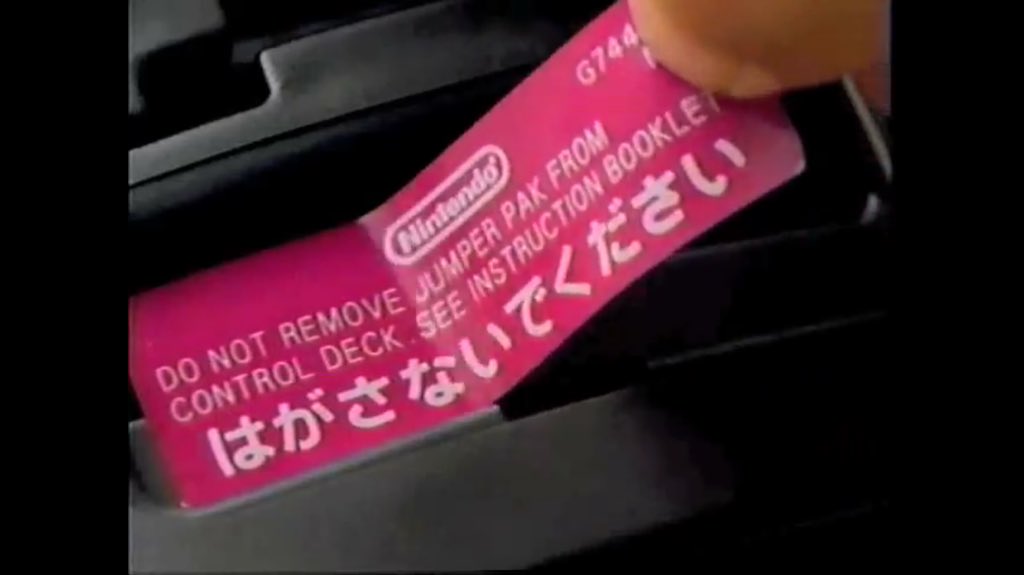 G744
Nintendo
DO NOT REMOVE JUMPER PAK FROM
CONTROL DECK. SEE INSTRUCTION BOOKLET
はがさないでください